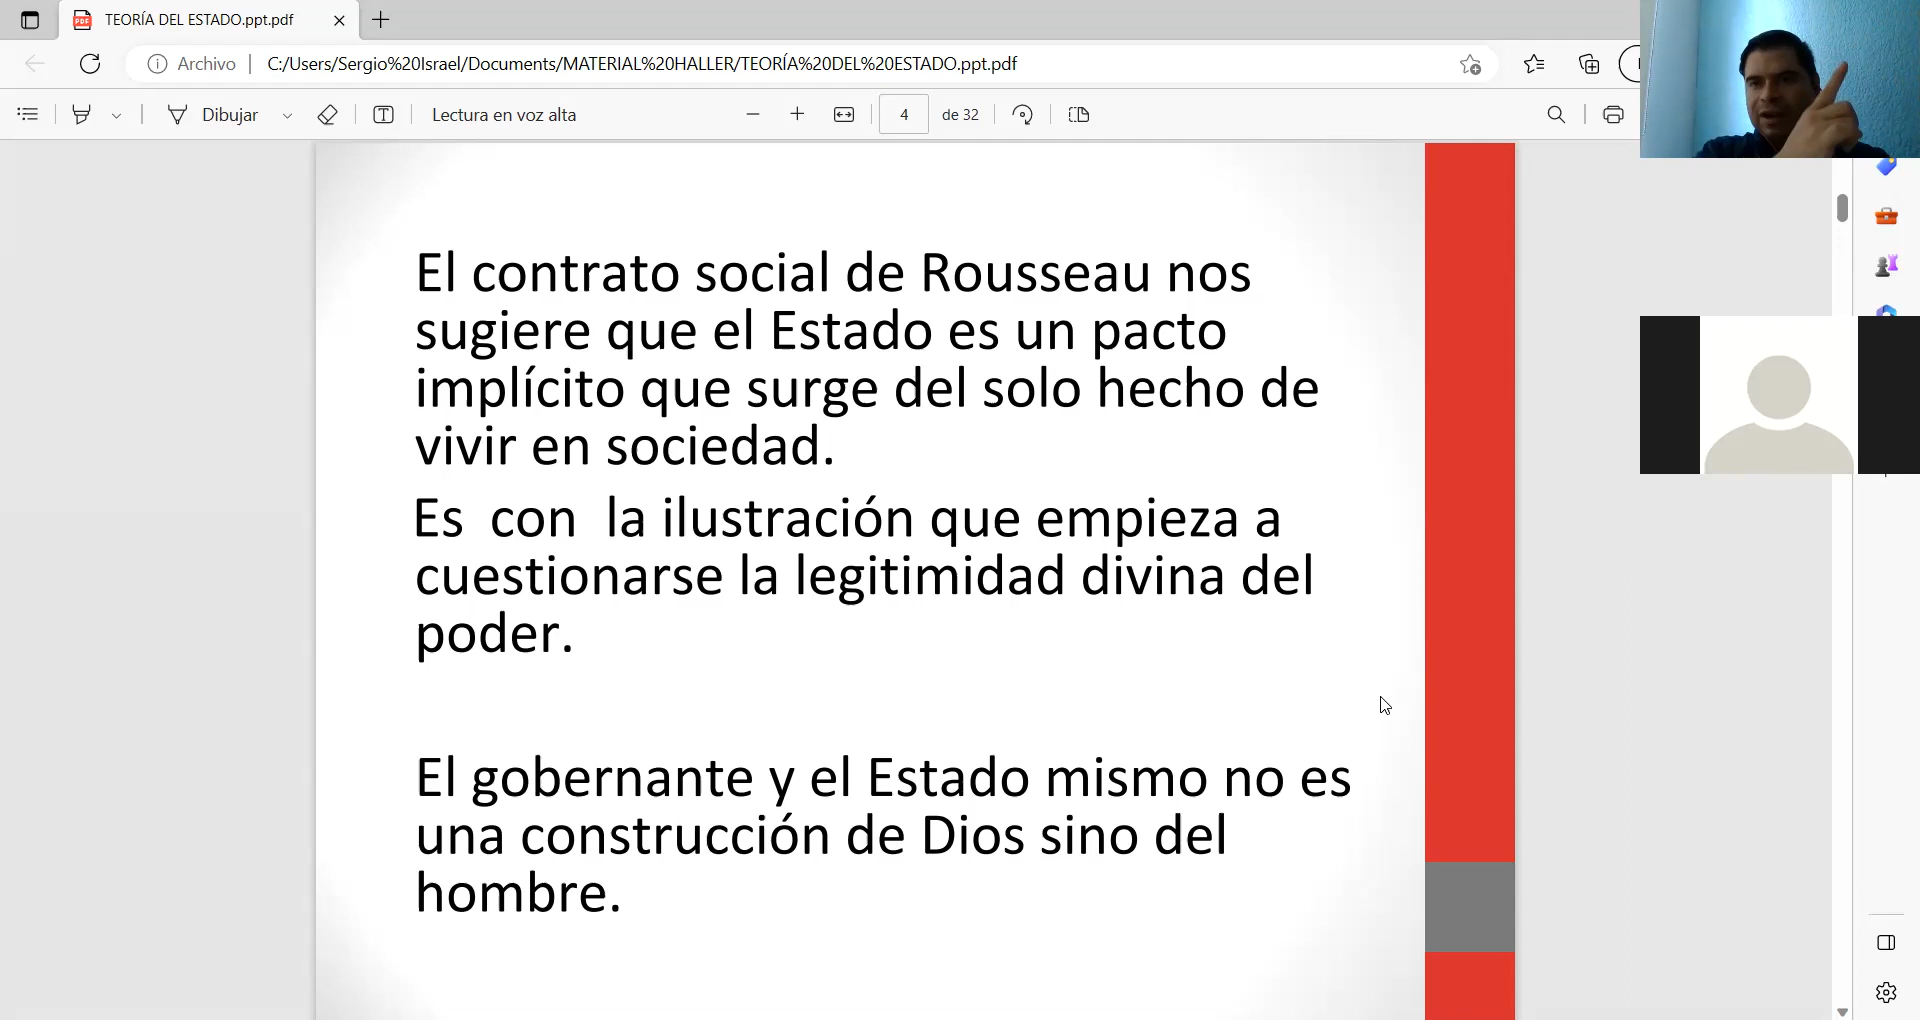 TEORÍA DEL ESTADO.ppt.pdf
Archivo
C:/Users/Sergio%20Israel/Documents/MATERIAL%20HALLER/TEORÍA%20DEL%20ESTADO.ppt.pdf
Dibujar
Lectura en voz alta
4
de 32
El contrato social de Rousseau nos
sugiere que el Estado es un pacto
implícito que surge del solo hecho de
vivir en sociedad.
Es con la ilustración que empieza a
cuestionarse la legitimidad divina del
poder.
El gobernante y el Estado mismo no es
una construcción de Dios sino del
hombre.